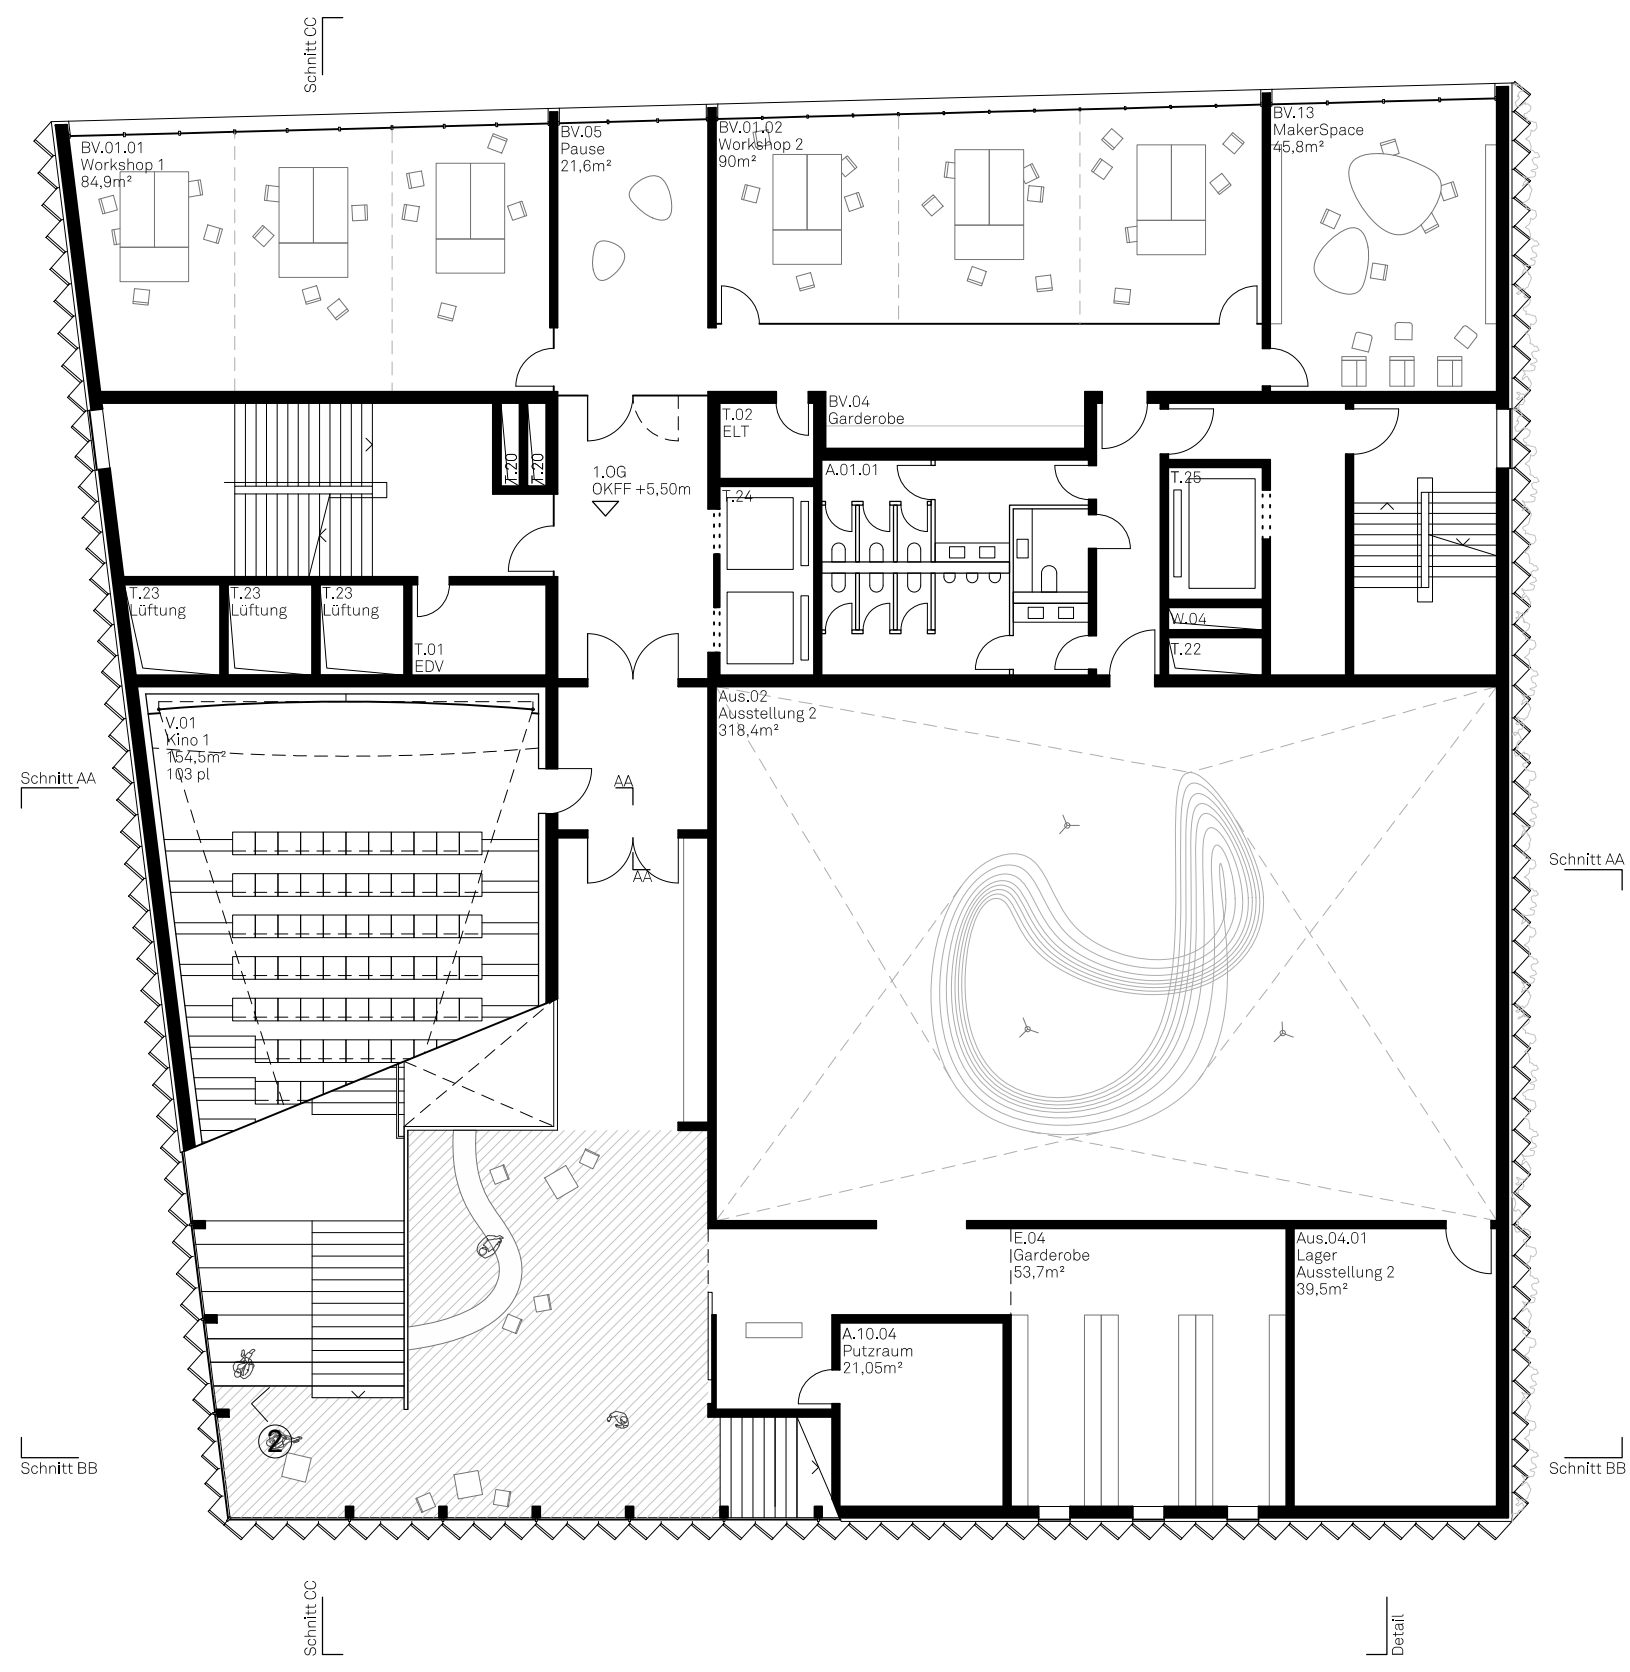 Schnitt CC
BV.01.01
Workshop 1
84,9m²
BV.05
Pause
21,6m²
BV.01.02
Workshop 2
90m²
BV.13
MakerSpace
45,8m²
T.20
T.20
1.OG
OKFF +5,50m
T.02
ELT
BV.04
Garderobe
T.24
A.01.01
T.25
T.23
Lüftung
T.23
Lüftung
T.23
Lüftung
T.01
EDV
W.04
T.22
V.01
Kino 1
154,5m²
103 pl
Aus.02
Ausstellung 2
318,4m²
Schnitt AA
AA
AA
Schnitt AA
E.04
Garderobe
53,7m²
Aus.04.01
Lager
Ausstellung 2
39,5m²
A.10.04
Putzraum
21,05m²
2
Schnitt BB
Schnitt BB
Schnitt CC
Detail